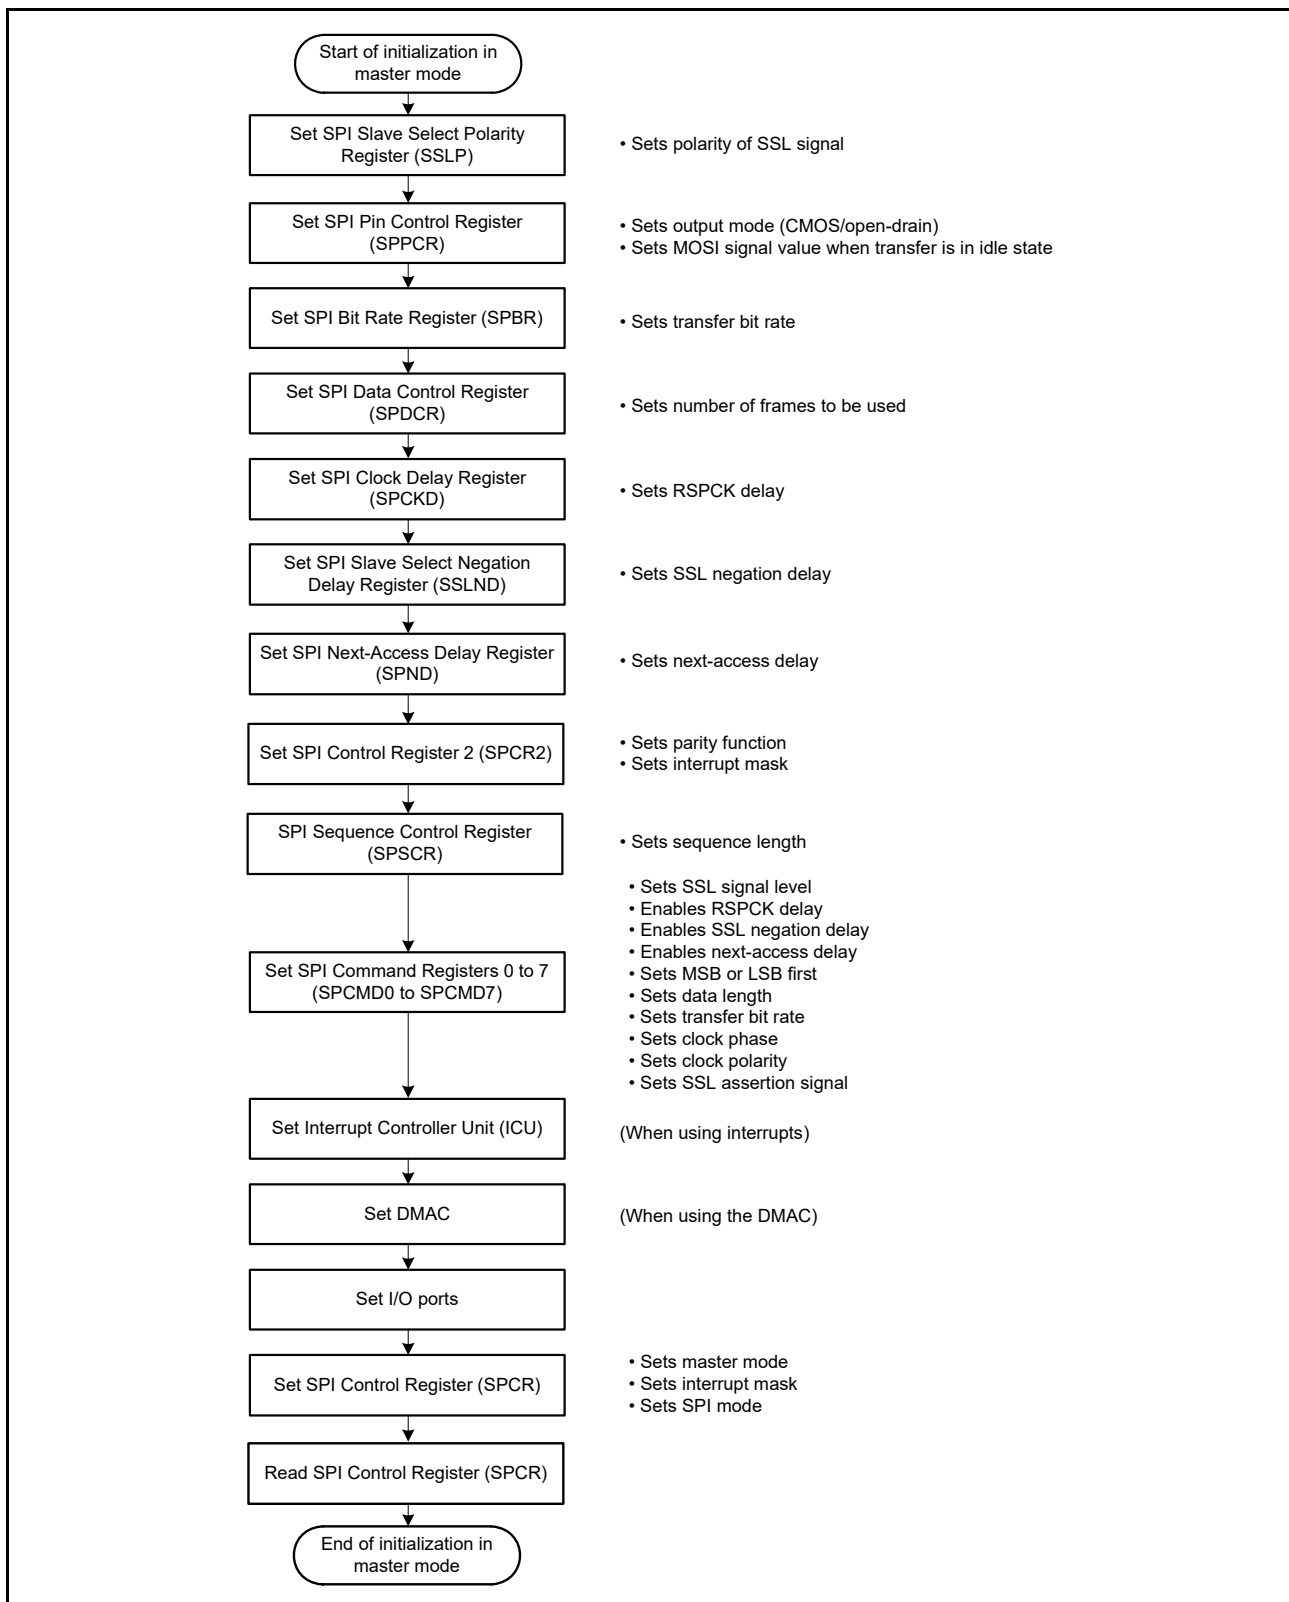 Start of initialization in
master mode
Set SPI Slave Select Polarity
Register (SSLP)
• Sets polarity of SSL signal
Set SPI Pin Control Register
(SPPCR)
• Sets output mode (CMOS/open-drain)
• Sets MOSI signal value when transfer is in idle state
Set SPI Bit Rate Register (SPBR)
• Sets transfer bit rate
Set SPI Data Control Register
(SPDCR)
• Sets number of frames to be used
Set SPI Clock Delay Register
(SPCKD)
• Sets RSPCK delay
Set SPI Slave Select Negation
Delay Register (SSLND)
• Sets SSL negation delay
Set SPI Next-Access Delay Register
(SPND)
• Sets next-access delay
Set SPI Control Register 2 (SPCR2)
• Sets parity function
• Sets interrupt mask
SPI Sequence Control Register
(SPSCR)
• Sets sequence length
Set SPI Command Registers 0 to 7
(SPCMD0 to SPCMD7)
• Sets SSL signal level
• Enables RSPCK delay
• Enables SSL negation delay
• Enables next-access delay
• Sets MSB or LSB first
• Sets data length
• Sets transfer bit rate
• Sets clock phase
• Sets clock polarity
• Sets SSL assertion signal
Set Interrupt Controller Unit (ICU)
(When using interrupts)
Set DMAC
(When using the DMAC)
Set I/O ports
Set SPI Control Register (SPCR)
• Sets master mode
• Sets interrupt mask
• Sets SPI mode
Read SPI Control Register (SPCR)
End of initialization in
master mode